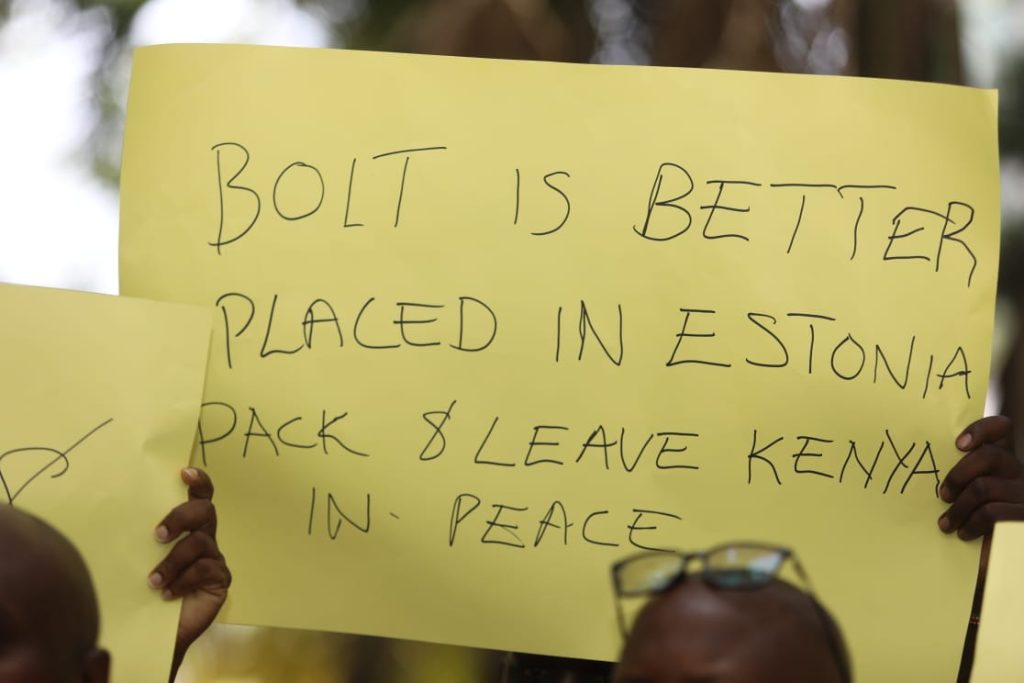 BOLT IS BETTER
PLACED IN ESTONIA
PACK & LEAVE KENYA
IN- PEACE